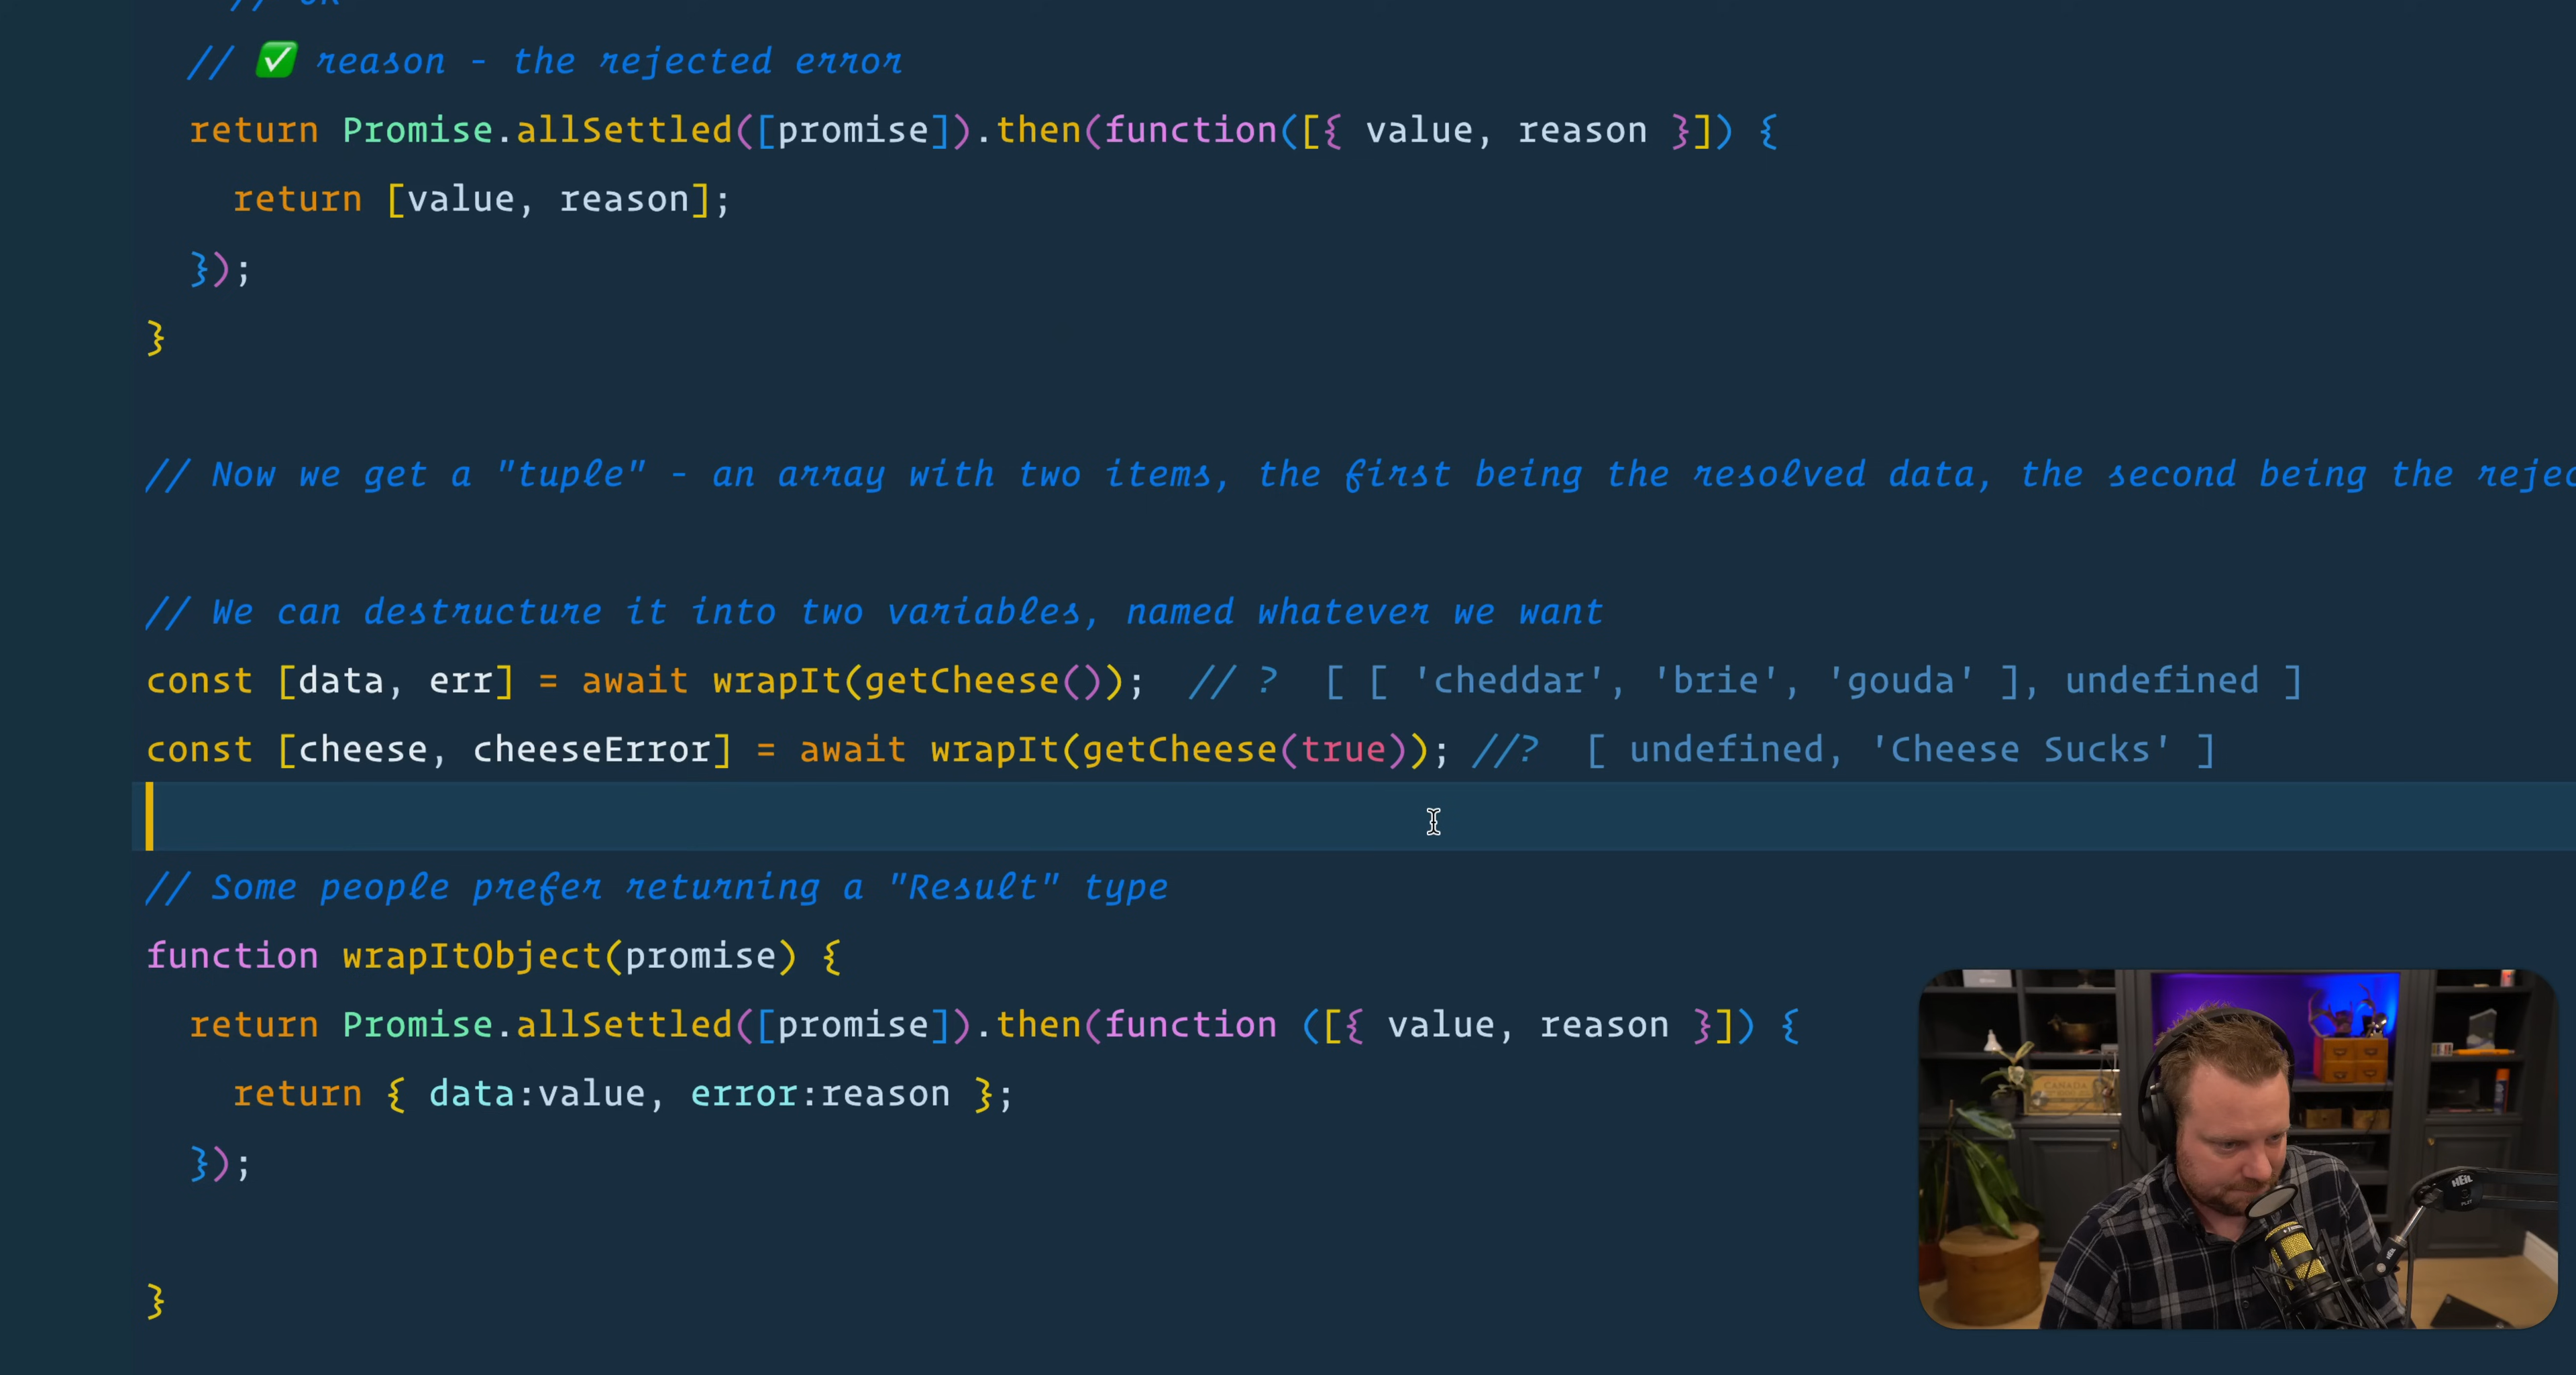 // ✅ reason - the rejected error
return Promise.allSettled([promise]).then(function([{ value, reason }]) {
return [value, reason];
});
}
// Now we get a "tuple" - an array with two items, the first being the resolved data, the second being the rejec
// We can destructure it into two variables, named whatever we want
const [data, err] = await wrapIt(getCheese()); // ? [ [ 'cheddar', 'brie', 'gouda' ], undefined ]
const [cheese, cheeseError] = await wrapIt(getCheese(true)); //? [ undefined, 'Cheese Sucks' ]
// Some people prefer returning a "Result" type
function wrapItObject(promise) {
return Promise.allSettled([promise]).then(function ([{ value, reason }]) {
return { data:value, error:reason };
});
}
CANADA
HEIL
HEIL